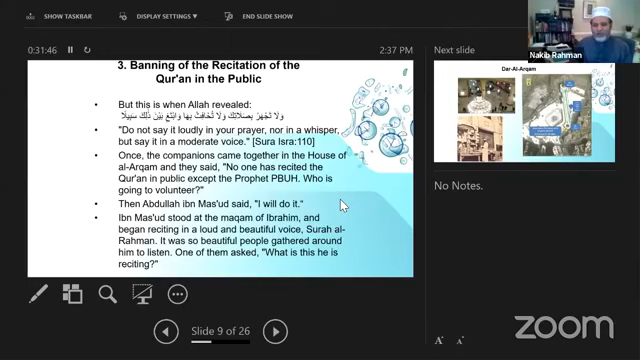 SHOW TASKBAR
DISPLAY SETTINGS
END SLIDE SHOW
0:31:46
2:37 PM
Next slide
Nakib Rahman
3. Banning of the Recitation of the
Qur'an in the Public
• But this is when Allah revealed:
وَلَا تَجْهَرْ بِصَلَاتِكَ وَلَا تُخَافِتْ بِهَا وَابْتَغِ بَيْنَ ذَٰلِكَ سَبِيلًا
• "Do not say it loudly in your prayer, nor in a whisper,
but say it in a moderate voice." [Sura Isra:110]
• Once, the companions came together in the House of
al-Arqam and they said, "No one has recited the
Qur'an in public except the Prophet PBUH. Who is
going to volunteer?"
• Then Abdullah ibn Mas'ud said, "I will do it."
• Ibn Mas'ud stood at the maqam of Ibrahim, and
began reciting in a loud and beautiful voice, Surah al-
Rahman. It was so beautiful people gathered around
him to listen. One of them asked, "What is this he is
reciting?"
Dar-Al-Arqam
No Notes.
Slide 9 of 26
A A
zoom